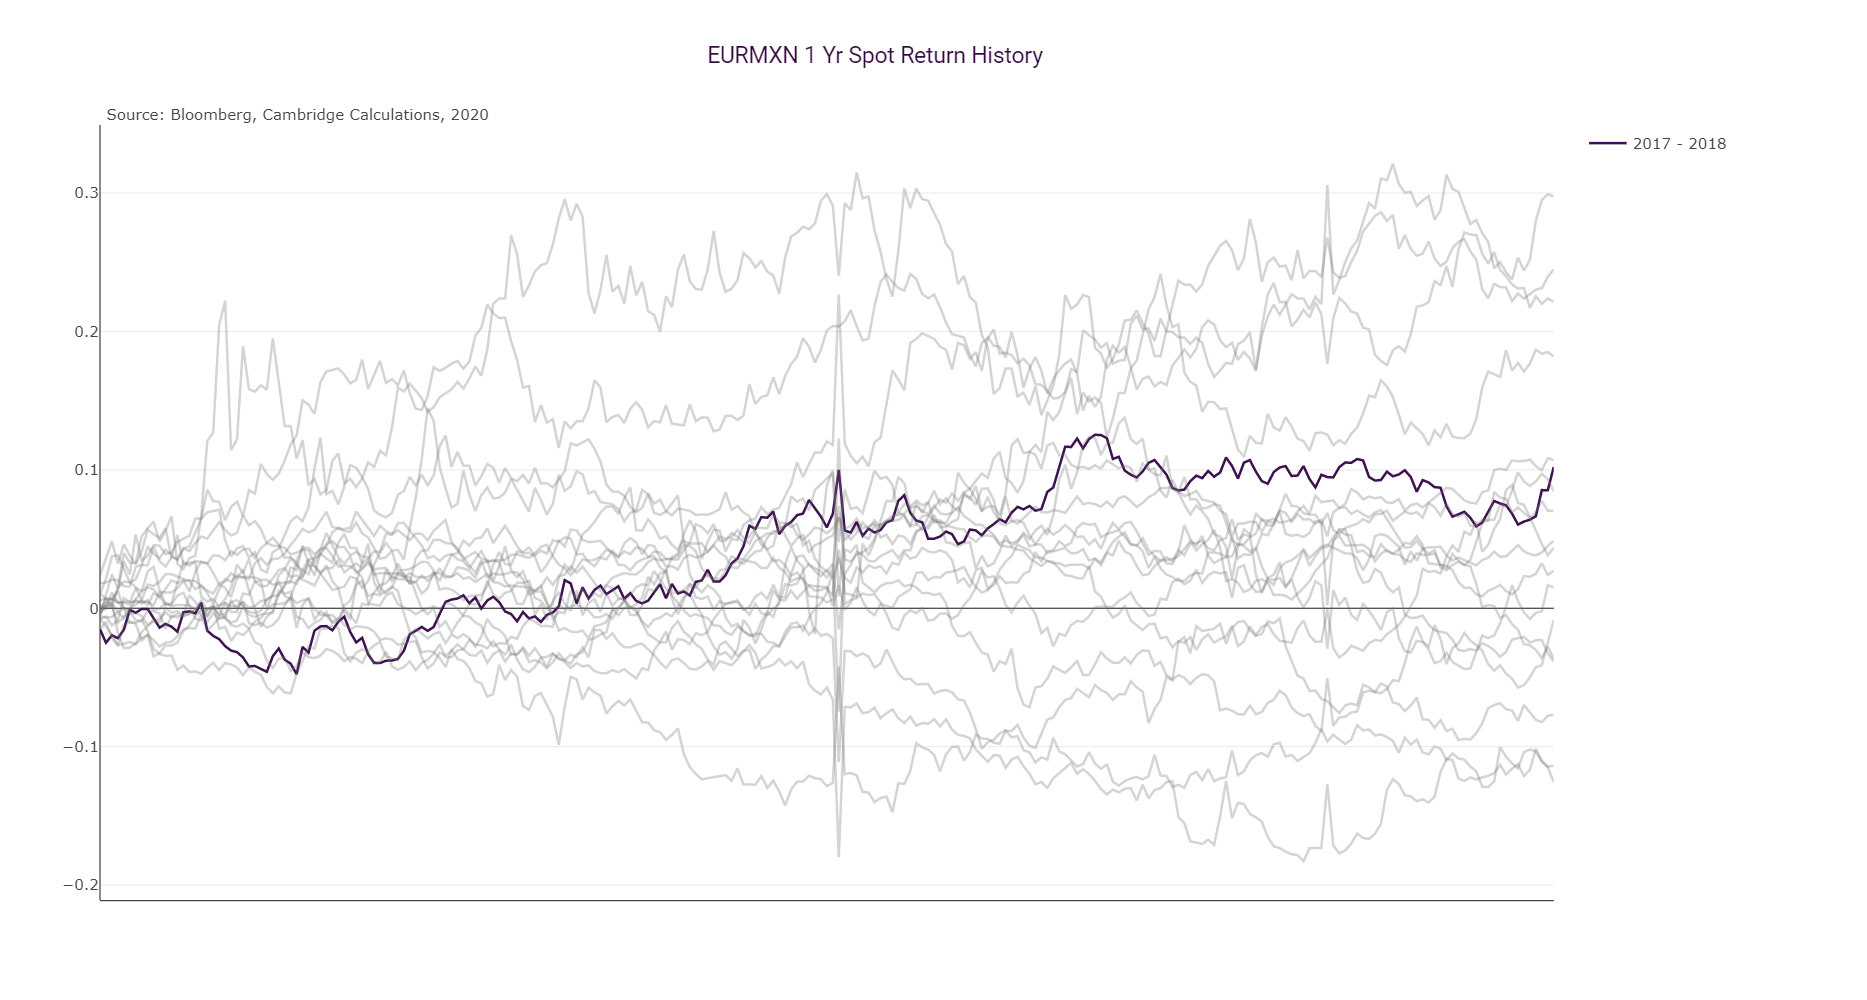 EURMXN 1 Yr Spot Return History
Source: Bloomberg, Cambridge Calculations, 2020
2017 - 2018
0.3
0.2
0.1
0
−0.1
−0.2